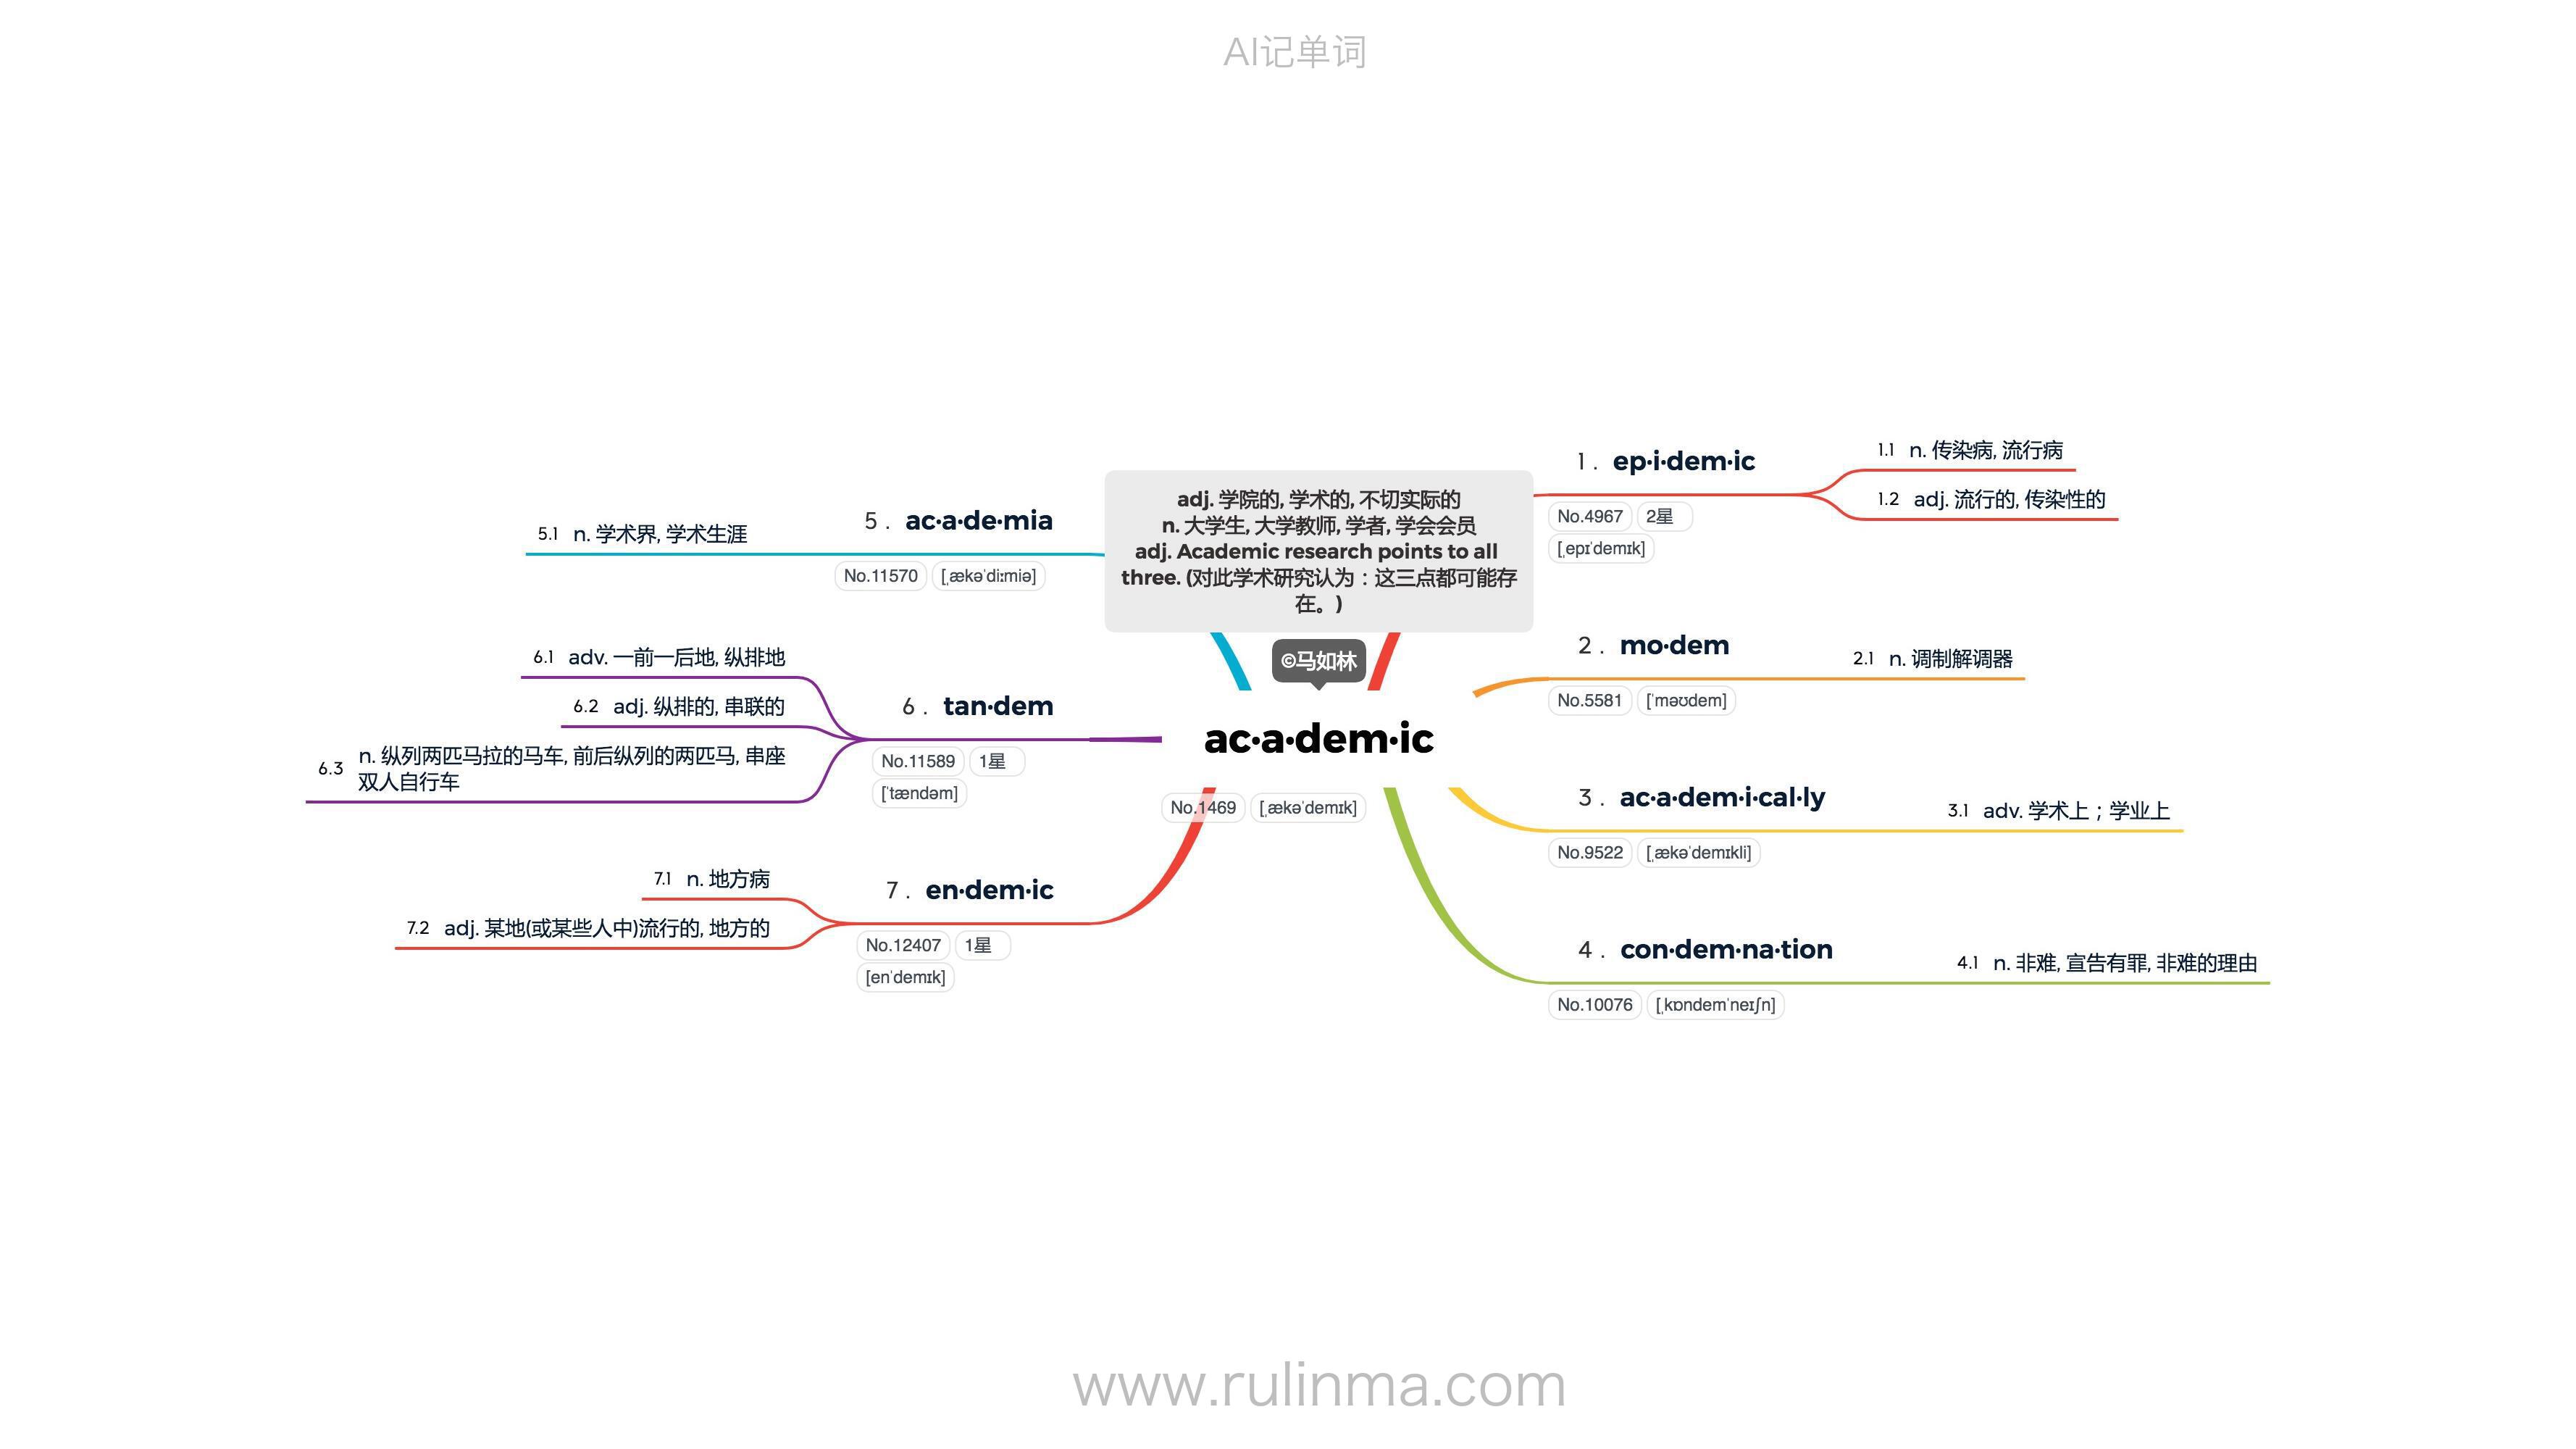 AI记单词
adj. 学院的, 学术的, 不切实际的
n. 大学生, 大学教师, 学者, 学会会员
adj. Academic research points to all
three. (对此学术研究认为：这三点都可能存
在。)
©马如林
ac·a·dem·ic
No.1469 [ˌækəˈdemɪk]
1. ep·i·dem·ic
No.4967 2星
[ˌepɪˈdemɪk]
1.1 n. 传染病, 流行病
1.2 adj. 流行的, 传染性的
2. mo·dem
No.5581 [ˈməʊdem]
2.1 n. 调制解调器
3. ac·a·dem·i·cal·ly
No.9522 [ˌækəˈdemɪkli]
3.1 adv. 学术上；学业上
4. con·dem·na·tion
No.10076 [ˌkɒndemˈneɪʃn]
4.1 n. 非难, 宣告有罪, 非难的理由
5. ac·a·de·mia
No.11570 [ˌækəˈdiːmiə]
5.1 n. 学术界, 学术生涯
6. tan·dem
No.11589 1星
[ˈtændəm]
6.1 adv. 一前一后地, 纵排地
6.2 adj. 纵排的, 串联的
6.3 n. 纵列两匹马拉的马车, 前后纵列的两匹马, 串座
双人自行车
7. en·dem·ic
No.12407 1星
[enˈdemɪk]
7.1 n. 地方病
7.2 adj. 某地(或某些人中)流行的, 地方的
www.rulinma.com